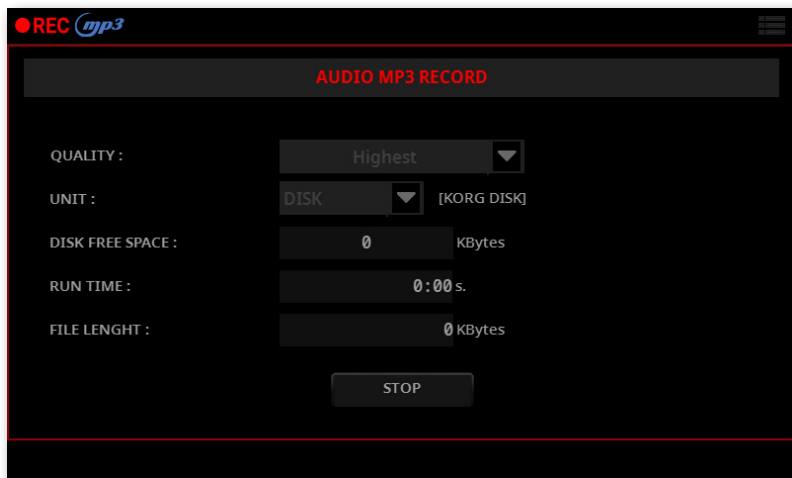 REC mp3
AUDIO MP3 RECORD
QUALITY : Highest
UNIT : DISK [KORG DISK]
DISK FREE SPACE : 0 KBytes
RUN TIME : 0:00 s.
FILE LENGHT : 0 KBytes
STOP